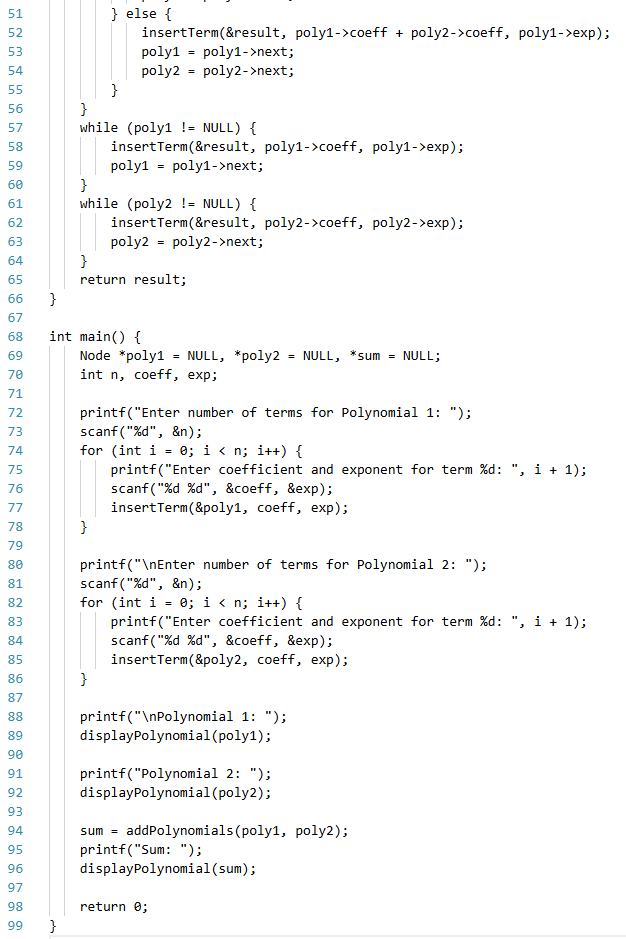 51 } else {
52 insertTerm(&result, poly1->coeff + poly2->coeff, poly1->exp);
53 poly1 = poly1->next;
54 poly2 = poly2->next;
55 }
56 }
57 while (poly1 != NULL) {
58 insertTerm(&result, poly1->coeff, poly1->exp);
59 poly1 = poly1->next;
60 }
61 while (poly2 != NULL) {
62 insertTerm(&result, poly2->coeff, poly2->exp);
63 poly2 = poly2->next;
64 }
65 return result;
66 }
67
68 int main() {
69 Node *poly1 = NULL, *poly2 = NULL, *sum = NULL;
70 int n, coeff, exp;
71
72 printf("Enter number of terms for Polynomial 1: ");
73 scanf("%d", &n);
74 for (int i = 0; i < n; i++) {
75 printf("Enter coefficient and exponent for term %d: ", i + 1);
76 scanf("%d %d", &coeff, &exp);
77 insertTerm(&poly1, coeff, exp);
78 }
79
80 printf("\nEnter number of terms for Polynomial 2: ");
81 scanf("%d", &n);
82 for (int i = 0; i < n; i++) {
83 printf("Enter coefficient and exponent for term %d: ", i + 1);
84 scanf("%d %d", &coeff, &exp);
85 insertTerm(&poly2, coeff, exp);
86 }
87
88 printf("\nPolynomial 1: ");
89 displayPolynomial(poly1);
90
91 printf("Polynomial 2: ");
92 displayPolynomial(poly2);
93
94 sum = addPolynomials(poly1, poly2);
95 printf("Sum: ");
96 displayPolynomial(sum);
97
98 return 0;
99 }